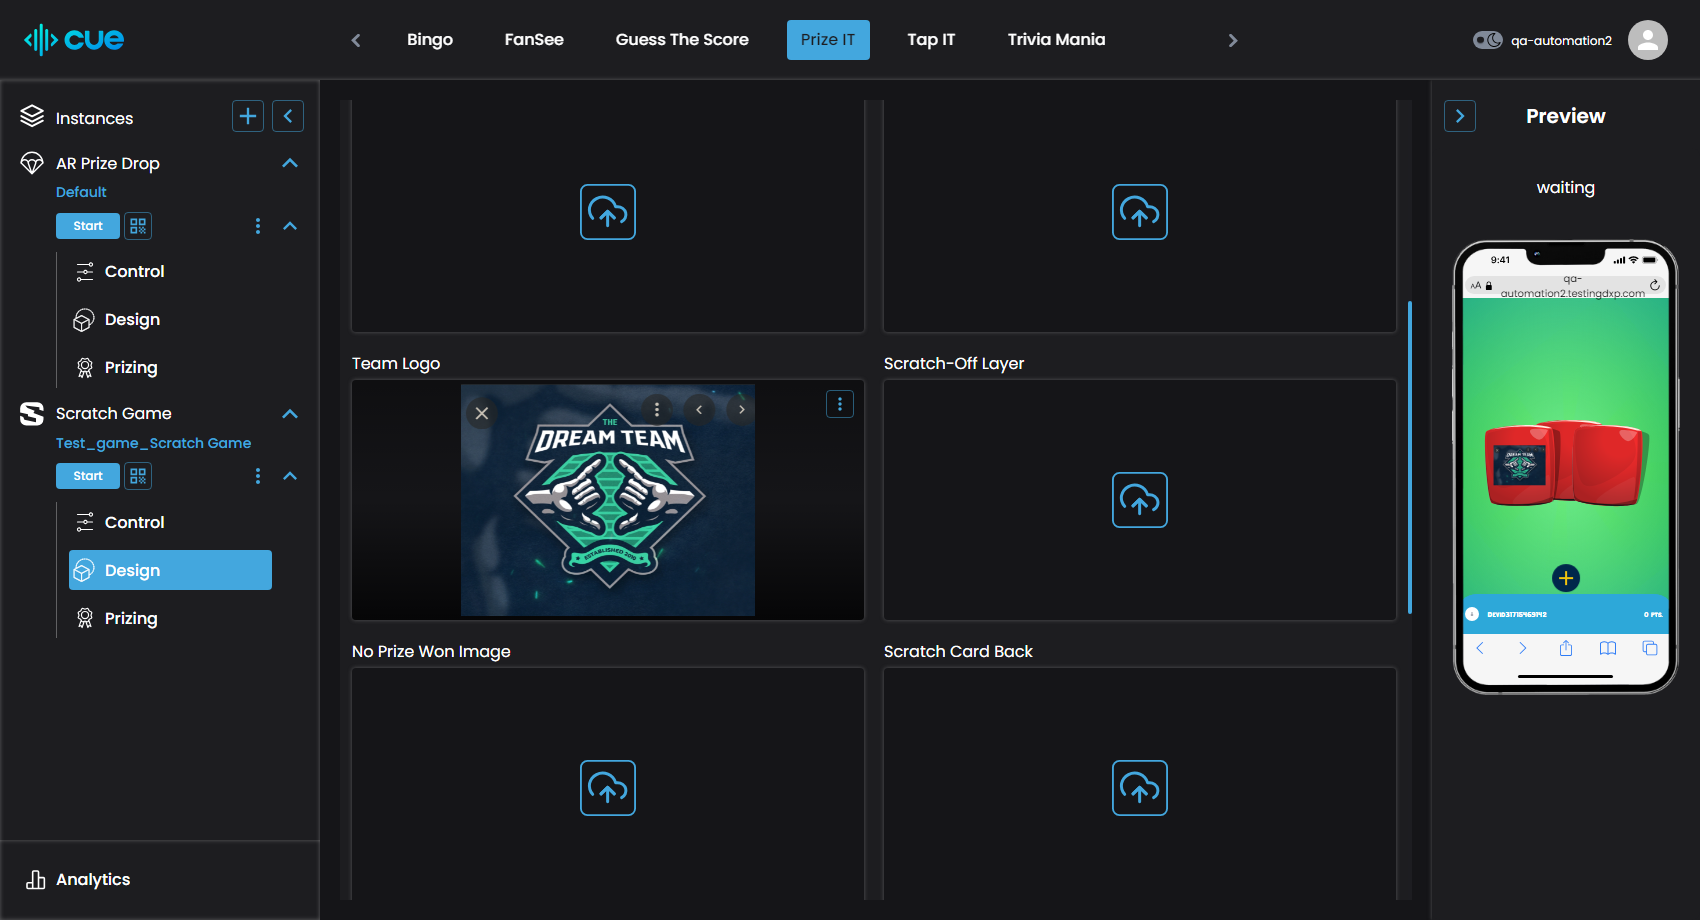 cue
Bingo
FanSee
Guess The Score
Prize IT
Tap IT
Trivia Mania
qa-automation2
Instances
AR Prize Drop
Default
Start
Control
Design
Prizing
Scratch Game
Test_game_Scratch Game
Start
Control
Design
Prizing
Analytics
Team Logo
THE
DREAM TEAM
ESTABLISHED 2010
Scratch-Off Layer
No Prize Won Image
Scratch Card Back
Preview
waiting
9:41
AA
qa-
automation2.testingdxp.com
DREAM TEAM
0 PTS.